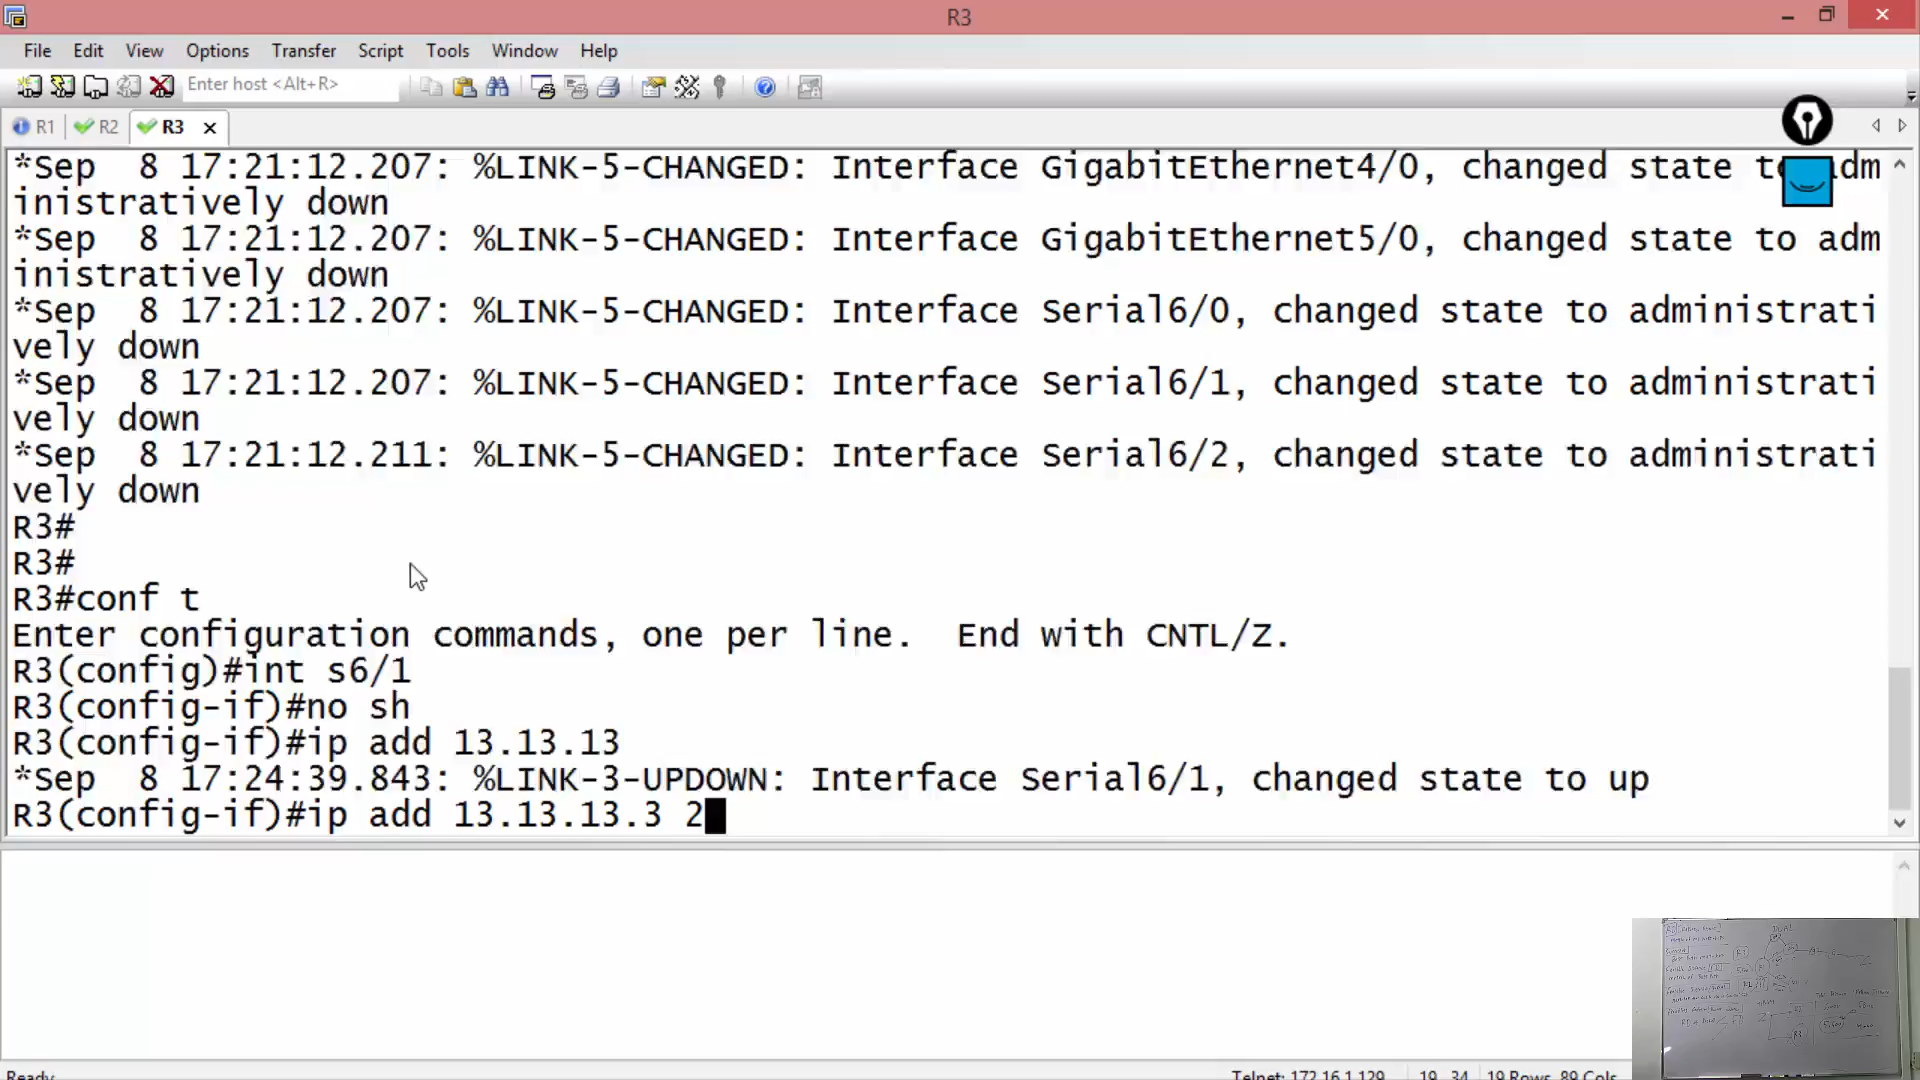 R3
File Edit View Options Transfer Script Tools Window Help
Enter host <Alt+R>
R1 R2 R3
*Sep  8 17:21:12.207: %LINK-5-CHANGED: Interface GigabitEthernet4/0, changed state to adm
inistratively down
*Sep  8 17:21:12.207: %LINK-5-CHANGED: Interface GigabitEthernet5/0, changed state to adm
inistratively down
*Sep  8 17:21:12.207: %LINK-5-CHANGED: Interface Serial6/0, changed state to administrati
vely down
*Sep  8 17:21:12.207: %LINK-5-CHANGED: Interface Serial6/1, changed state to administrati
vely down
*Sep  8 17:21:12.211: %LINK-5-CHANGED: Interface Serial6/2, changed state to administrati
vely down
R3#
R3#
R3#conf t
Enter configuration commands, one per line.  End with CNTL/Z.
R3(config)#int s6/1
R3(config-if)#no sh
R3(config-if)#ip add 13.13.13
*Sep  8 17:24:39.843: %LINK-3-UPDOWN: Interface Serial6/1, changed state to up
R3(config-if)#ip add 13.13.13.3 2
DUAL
Ready Telnet: 172.16.1.129 19, 34 19 Rows, 89 Cols